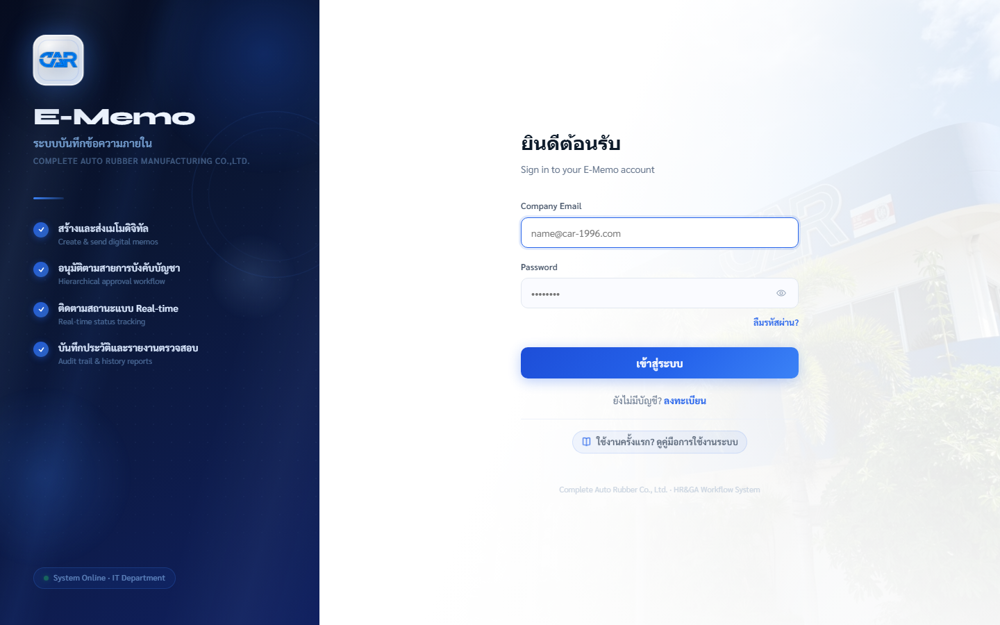 CAR
E-Memo
ระบบบันทึกข้อความภายใน
COMPLETE AUTO RUBBER MANUFACTURING CO.,LTD.
สร้างและส่งเมโมดิจิทัล
Create & send digital memos
อนุมัติตามสายการบังคับบัญชา
Hierarchical approval workflow
ติดตามสถานะแบบ Real-time
Real-time status tracking
บันทึกประวัติและรายงานตรวจสอบ
Audit trail & history reports
System Online · IT Department
ยินดีต้อนรับ
Sign in to your E-Memo account
Company Email
name@car-1996.com
Password
••••••••
ลืมรหัสผ่าน?
เข้าสู่ระบบ
ยังไม่มีบัญชี? ลงทะเบียน
ใช้งานครั้งแรก? ดูคู่มือการใช้งานระบบ
Complete Auto Rubber Co., Ltd. · HR&GA Workflow System